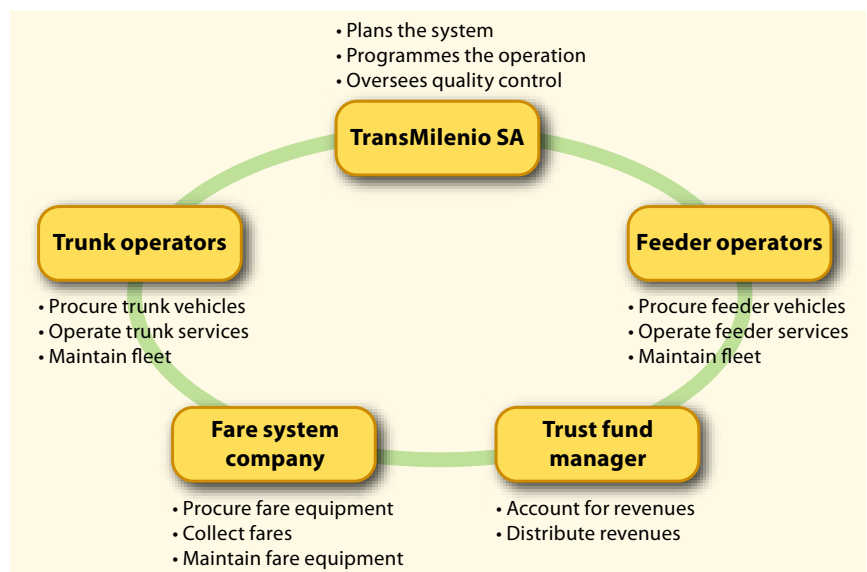 • Plans the system
• Programmes the operation
• Oversees quality control
TransMilenio SA
Trunk operators
• Procure trunk vehicles
• Operate trunk services
• Maintain fleet
Feeder operators
• Procure feeder vehicles
• Operate feeder services
• Maintain fleet
Fare system
company
• Procure fare equipment
• Collect fares
• Maintain fare equipment
Trust fund
manager
• Account for revenues
• Distribute revenues